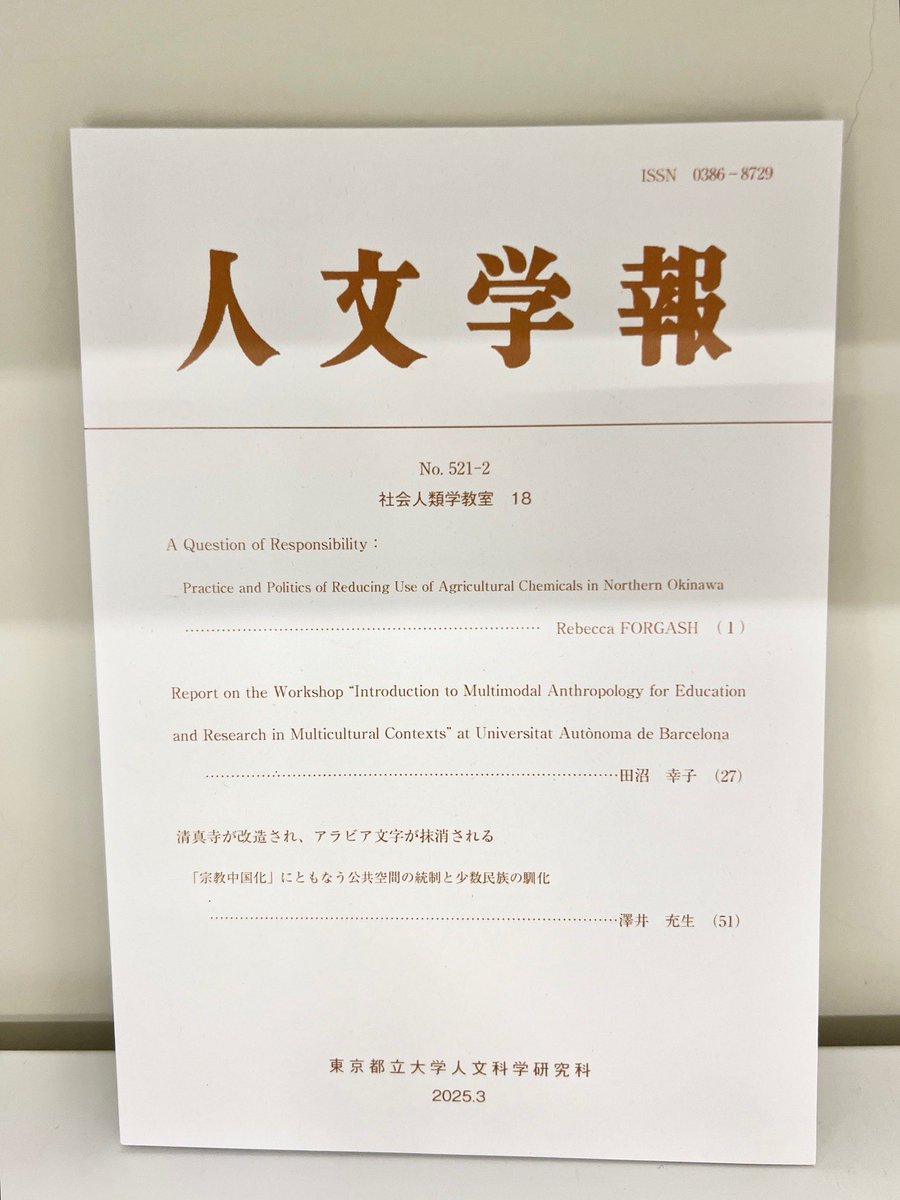 ISSN 0386-8729
人文学報
No. 521-2
社会人類学教室 18
A Question of Responsibility：
Practice and Politics of Reducing Use of Agricultural Chemicals in Northern Okinawa
Rebecca FORGASH (1)
Report on the Workshop "Introduction to Multimodal Anthropology for Education
and Research in Multicultural Contexts" at Universitat Autònoma de Barcelona
田沼 幸子 (27)
清真寺が改造され、アラビア文字が抹消される
「宗教中国化」にともなう公共空間の統制と少数民族の馴化
澤井 充生 (51)
東京都立大学人文科学研究科
2025.3